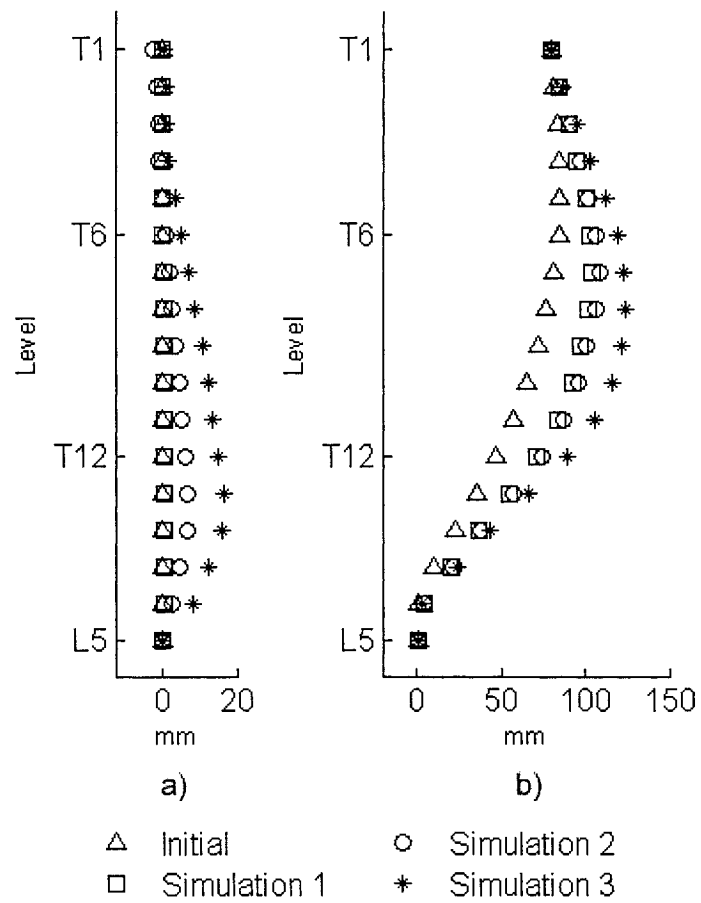 T1
T6
T12
L5
Level
0 20
mm
a)
T1
T6
T12
L5
Level
0 50 100 150
mm
b)
Initial
Simulation 1
Simulation 2
Simulation 3